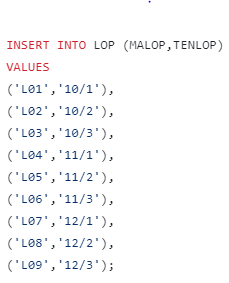 INSERT INTO LOP (MALOP,TENLOP)
VALUES
('L01','10/1'),
('L02','10/2'),
('L03','10/3'),
('L04','11/1'),
('L05','11/2'),
('L06','11/3'),
('L07','12/1'),
('L08','12/2'),
('L09','12/3');